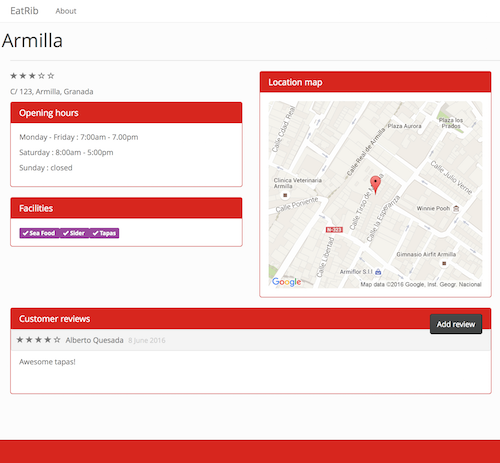 EatRib About
Armilla
C/ 123, Armilla, Granada
Opening hours
Monday - Friday : 7:00am - 7.00pm
Saturday : 8:00am - 5:00pm
Sunday : closed
Facilities
Sea Food Sider Tapas
Location map
Calle Cdad. Real
Calle Real de Armilla
Plaza Aurora
Plaza los
Prados
Clínica Veterinaria
Armilla
Calle Poniente
Calle Tirso de Molina
Calle Julio Verne
Winnie Pooh
Calle la Esperanza
N-323
Calle Libertad
Gimnasio Airfit Armilla
Armiflor S.l.l
Google
Map data ©2016 Google, Inst. Geogr. Nacional
Customer reviews
Add review
Alberto Quesada 8 June 2016
Awesome tapas!